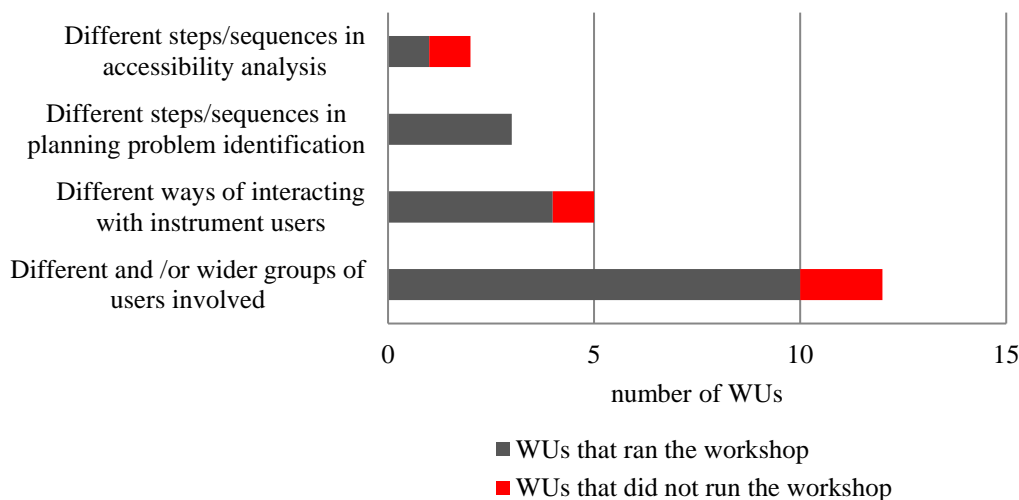 Different steps/sequences in
accessibility analysis
Different steps/sequences in
planning problem identification
Different ways of interacting
with instrument users
Different and /or wider groups of
users involved
0 5 10 15
number of WUs
WUs that ran the workshop
WUs that did not run the workshop